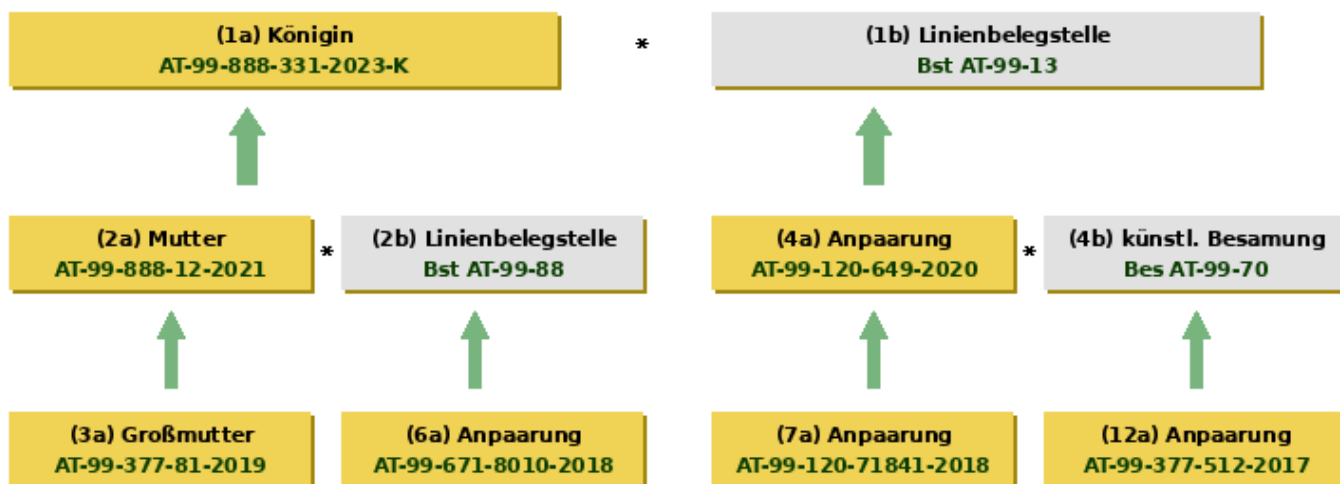 (1a) Königin
AT-99-888-331-2023-K
*
(1b) Linienbelegstelle
Bst AT-99-13
(2a) Mutter
AT-99-888-12-2021
*
(2b) Linienbelegstelle
Bst AT-99-88
(4a) Anpaarung
AT-99-120-649-2020
*
(4b) künstl. Besamung
Bes AT-99-70
(3a) Großmutter
AT-99-377-81-2019
(6a) Anpaarung
AT-99-671-8010-2018
(7a) Anpaarung
AT-99-120-71841-2018
(12a) Anpaarung
AT-99-377-512-2017